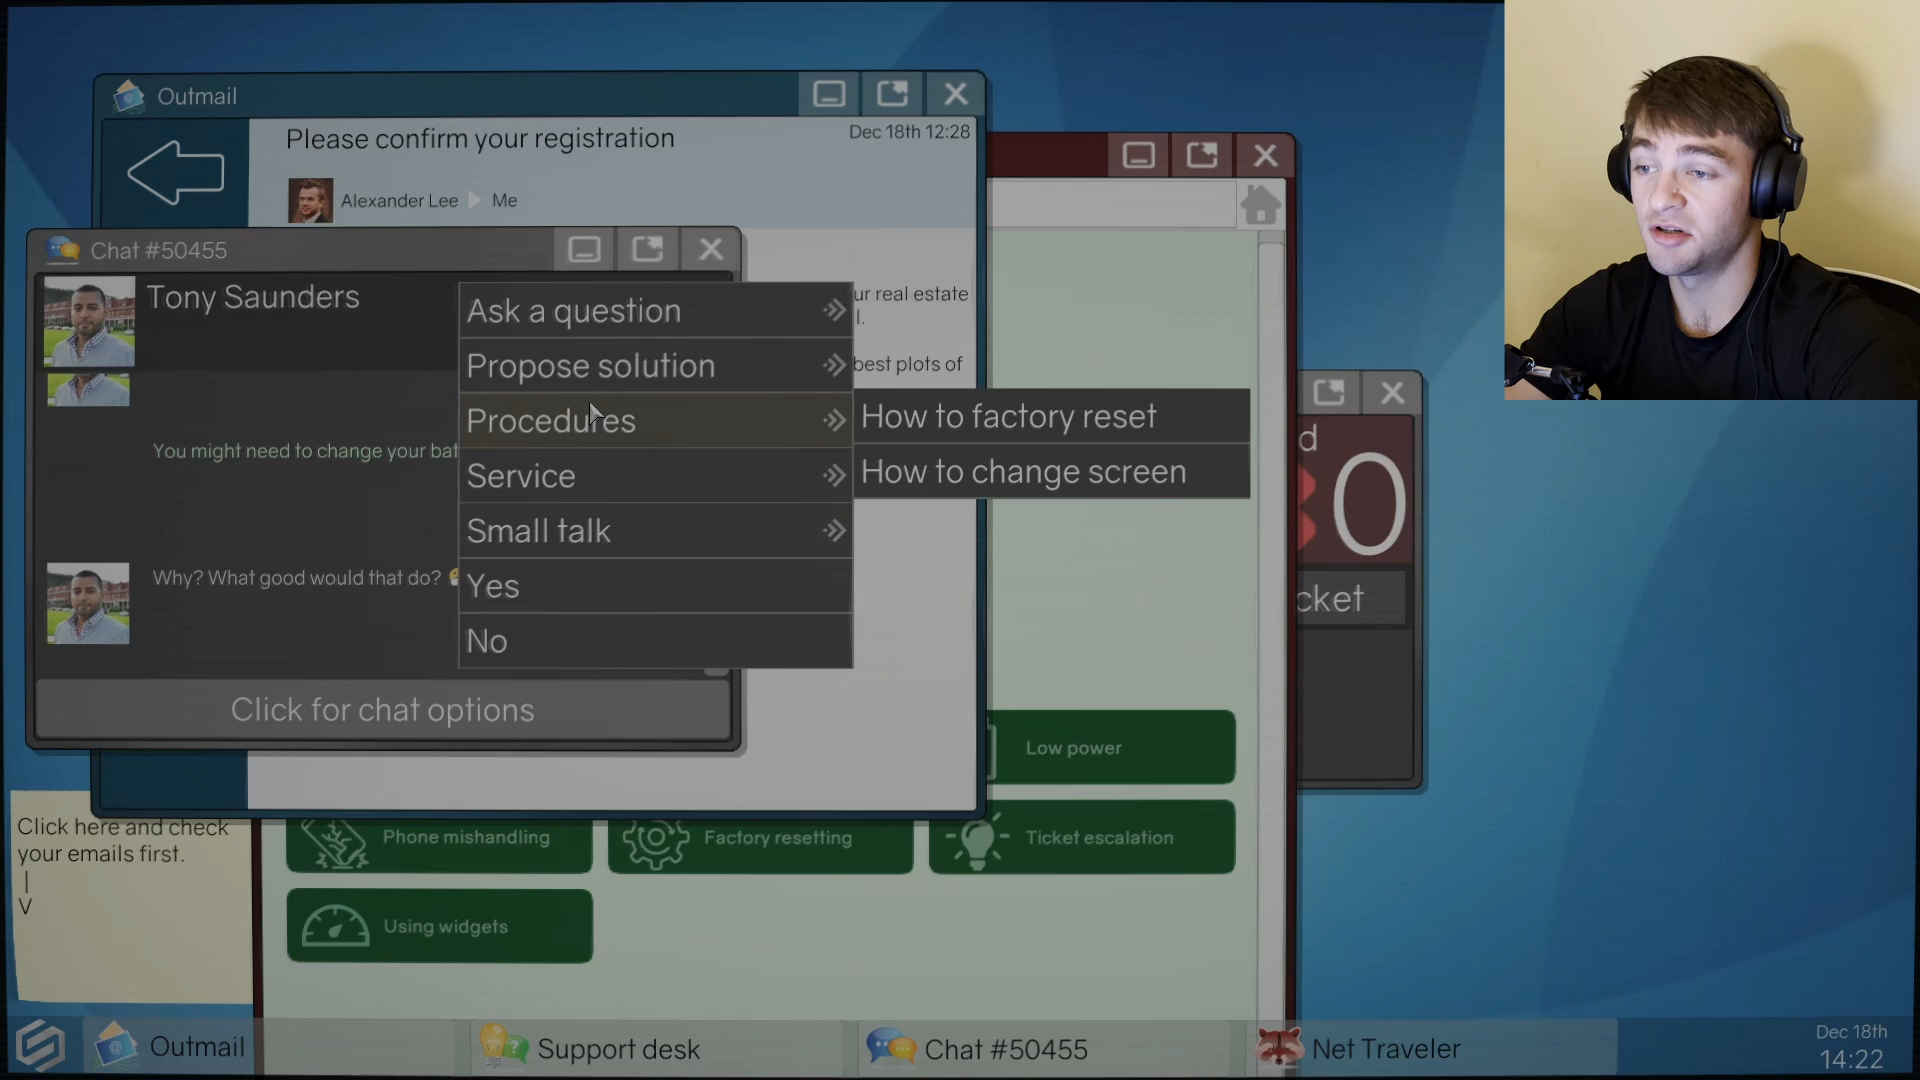 Outmail
Please confirm your registration
Dec 18th 12:28
Alexander Lee
Me
Chat #50455
Tony Saunders
Ask a question
Propose solution
Procedures
Service
Small talk
Yes
No
How to factory reset
How to change screen
ur real estate
l.
best plots of
You might need to change your bat
Why? What good would that do?
Click for chat options
d
0
cket
Low power
Phone mishandling
Factory resetting
Ticket escalation
Using widgets
Click here and check
your emails first.
|
V
Outmail
Support desk
Chat #50455
Net Traveler
Dec 18th
14:22